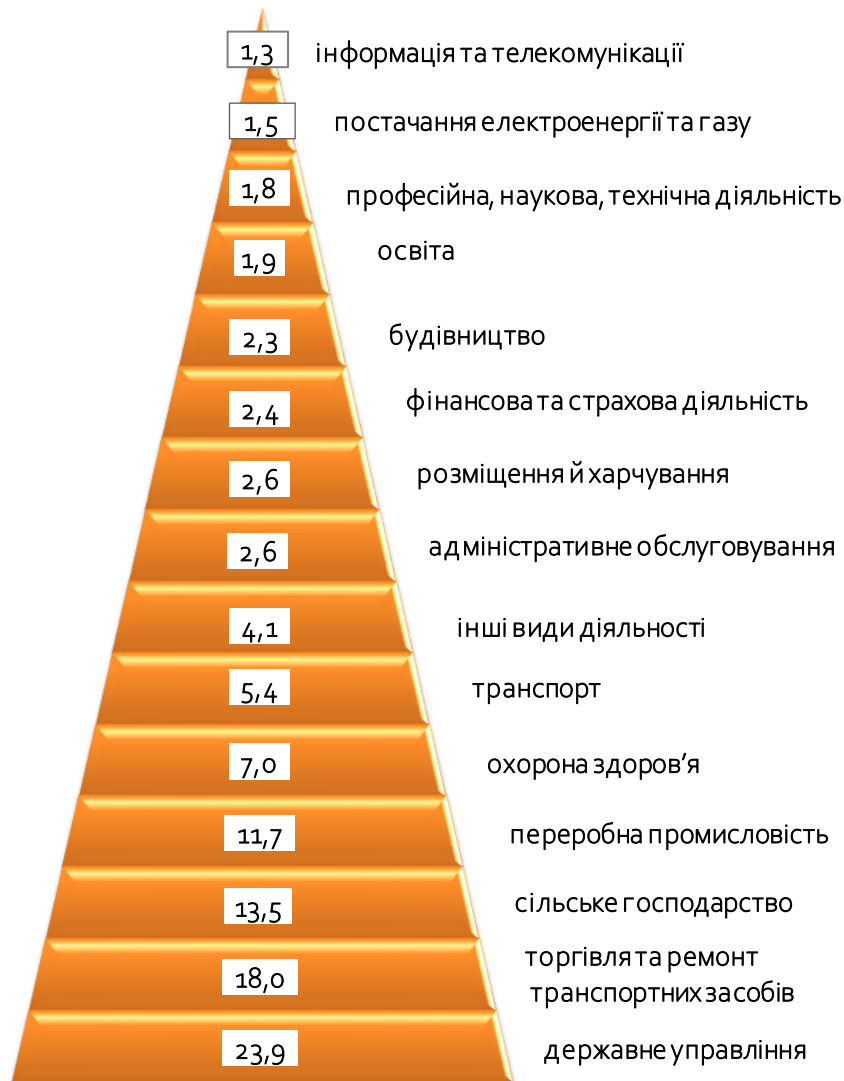 1,3 інформація та телекомунікації
1,5 постачання електроенергії та газу
1,8 професійна, наукова, технічна діяльність
1,9 освіта
2,3 будівництво
2,4 фінансова та страхова діяльність
2,6 розміщення й харчування
2,6 адміністративне обслуговування
4,1 інші види діяльності
5,4 транспорт
7,0 охорона здоров’я
11,7 переробна промисловість
13,5 сільське господарство
18,0 торгівля та ремонт
транспортних засобів
23,9 державне управління